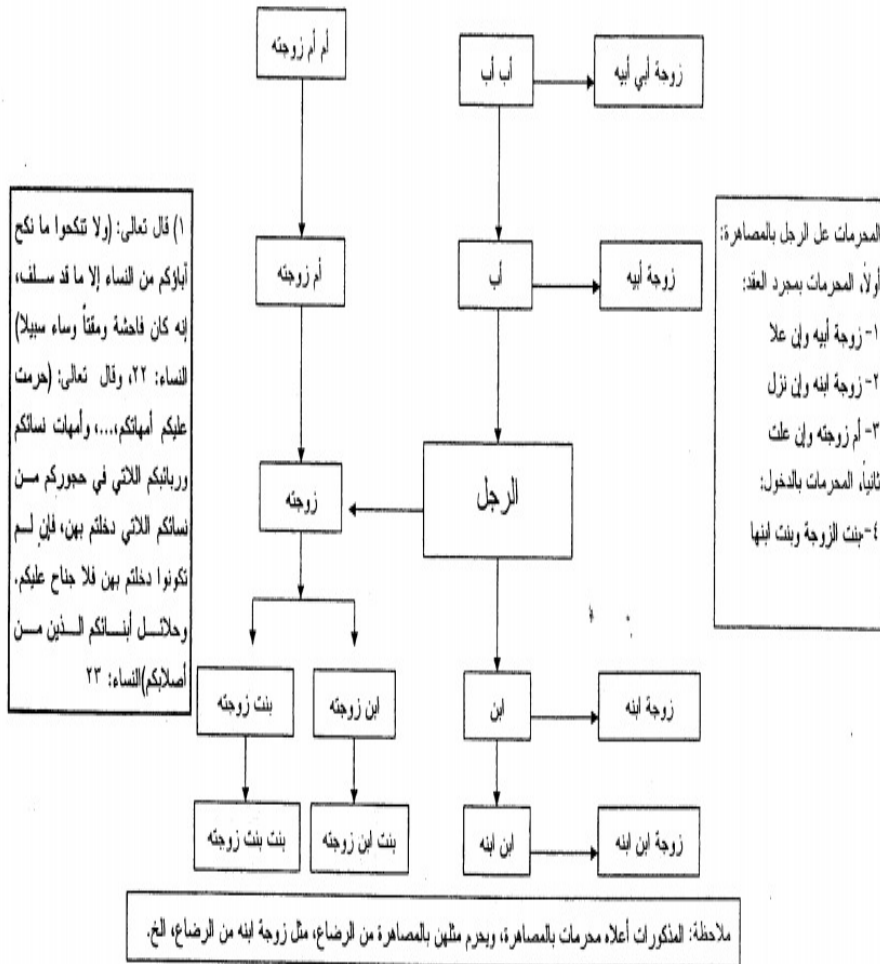 أم أم زوجته
أب أب
زوجة أبي أبيه
أم زوجته
أب
زوجة أبيه
المحرمات عل الرجل بالمصاهرة:
أولاً، المحرمات بمجرد العقد:
١- زوجة أبيه وإن علا
٢- زوجة ابنه وإن نزل
٣- أم زوجته وإن علت
ثانياً، المحرمات بالدخول:
٤- بنت الزوجة وبنت ابنها
١) قال تعالى: (ولا تنكحوا ما نكح
أباؤكم من النساء إلا ما قد سلف،
إنه كان فاحشة ومقتاً وساء سبيلا)
النساء: ٢٢، وقال تعالى: (حرمت
عليكم أمهاتكم،...، وأمهات نسائكم
وربائبكم اللاتي في حجوركم من
نسائكم اللاتي دخلتم بهن، فإن لم
تكونوا دخلتم بهن فلا جناح عليكم.
وحلائل أبنائكم الذين من
أصلابكم)النساء: ٢٣
الرجل
زوجته
بنت زوجته
ابن زوجته
ابن
زوجة ابنه
بنت بنت زوجته
بنت ابن زوجته
ابن ابنه
زوجة ابن ابنه
ملاحظة: المذكورات أعلاه محرمات بالمصاهرة، ويحرم مثلهن بالمصاهرة من الرضاع، مثل زوجة ابنه من الرضاع، الخ.